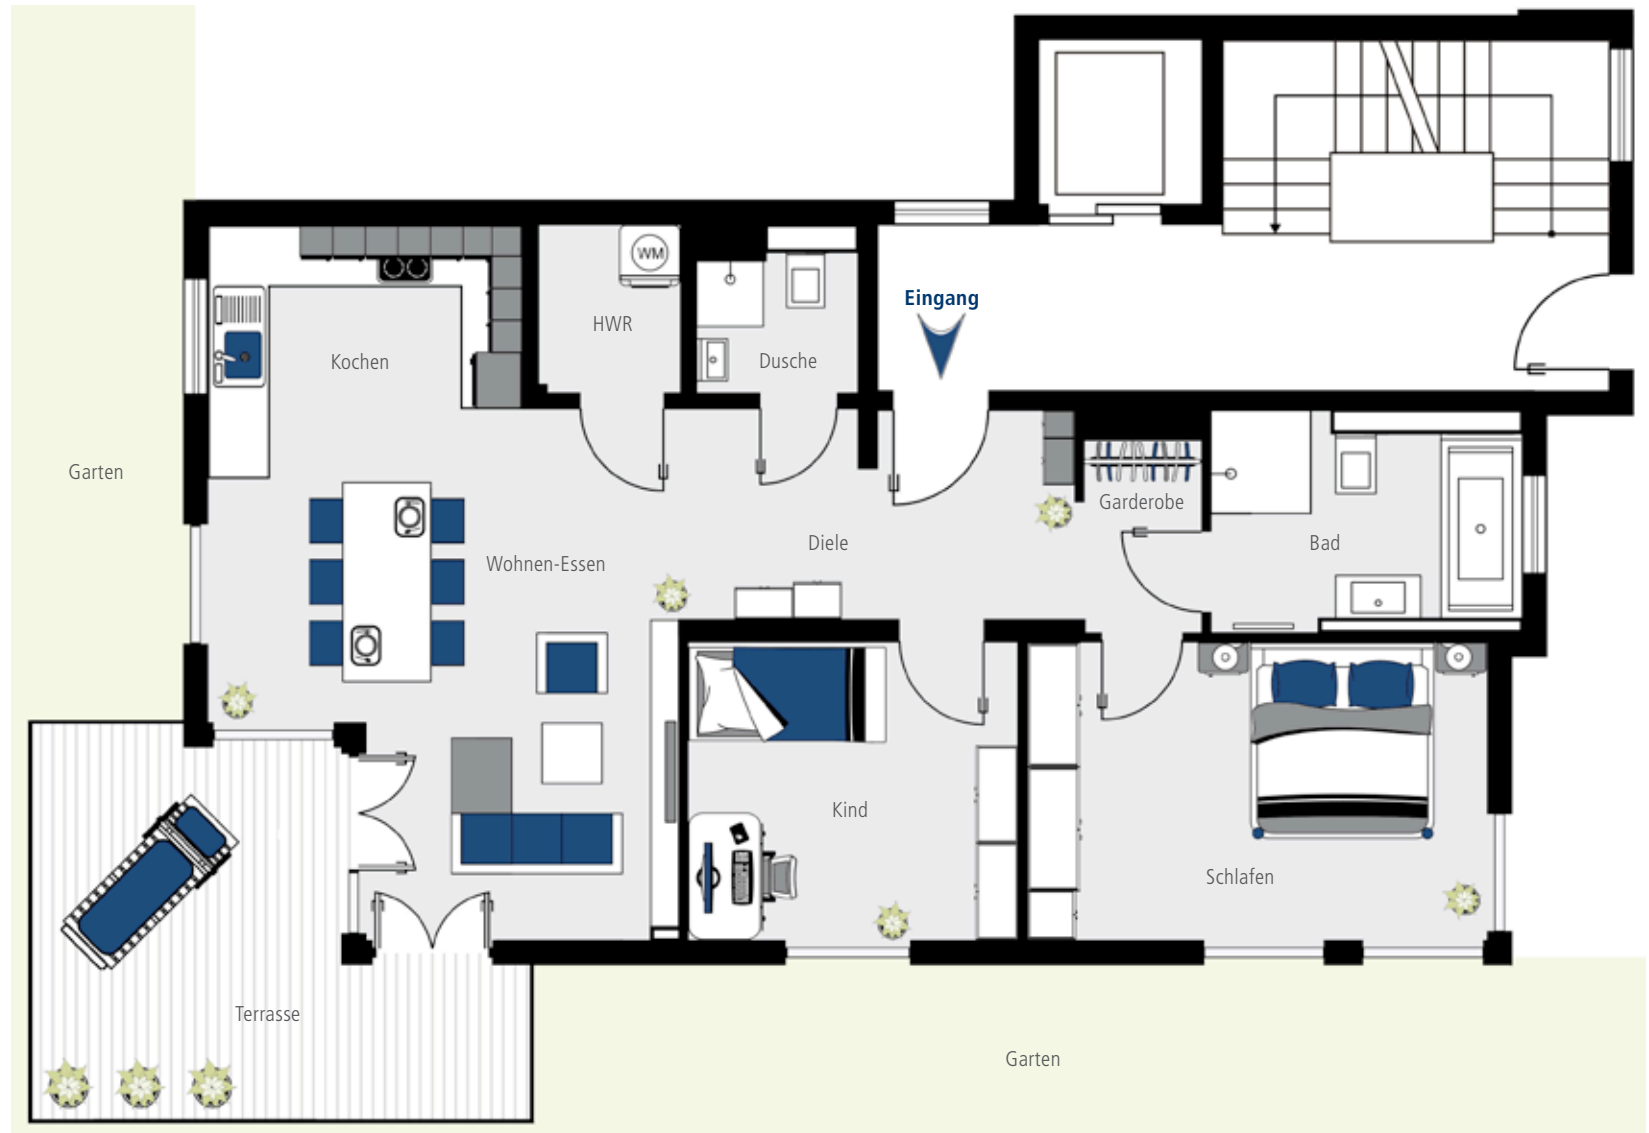 WM
Eingang
HWR
Kochen
Dusche
Garten
Garderobe
Wohnen-Essen
Diele
Bad
Kind
Schlafen
Terrasse
Garten